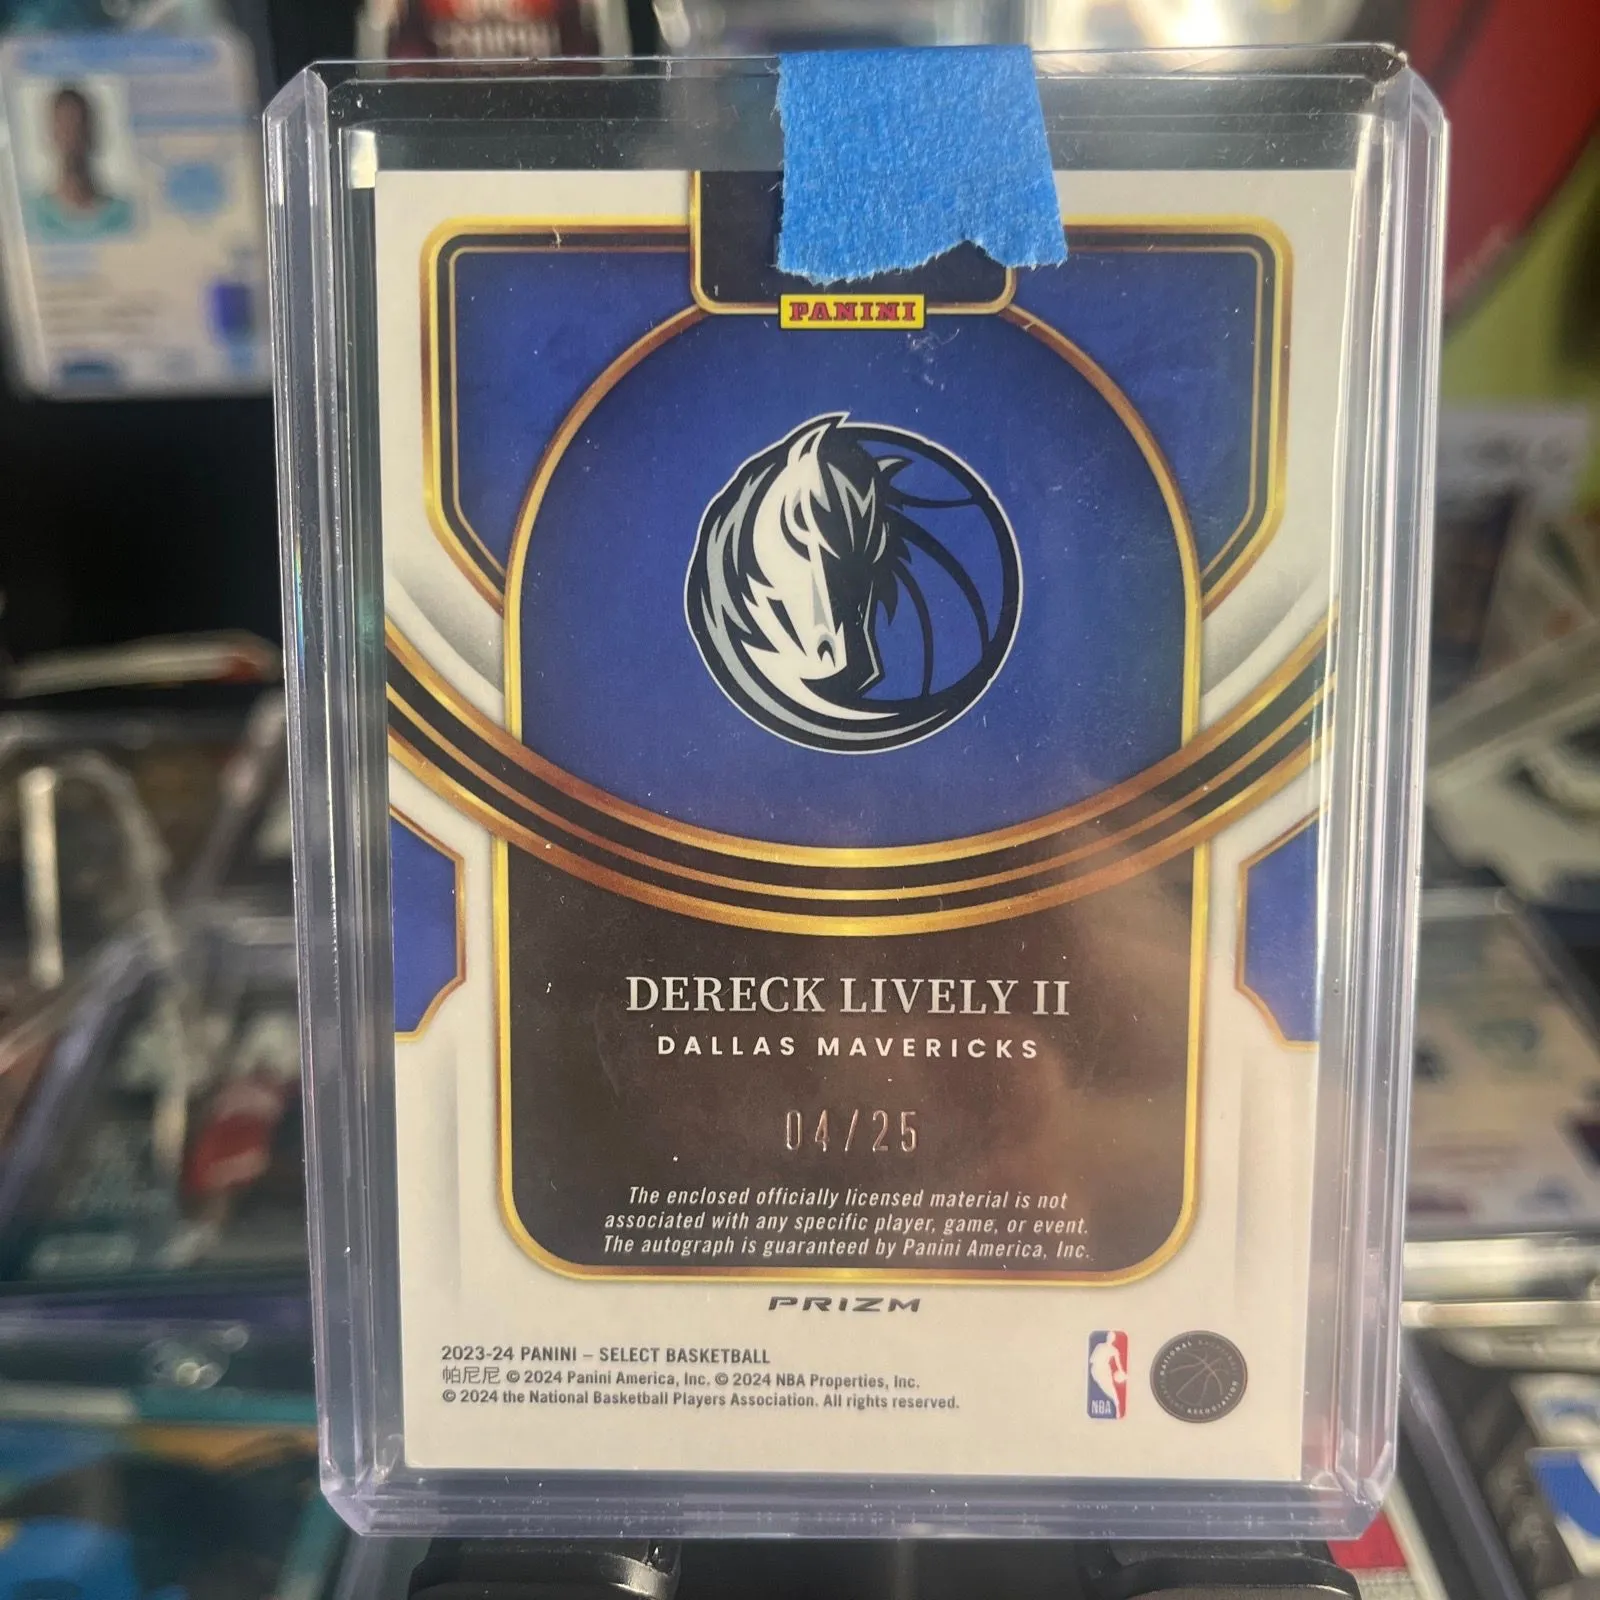 PANINI
DERECK LIVELY II
DALLAS MAVERICKS
04/25
The enclosed officially licensed material is not
associated with any specific player, game, or event.
The autograph is guaranteed by Panini America, Inc.
PRIZM
2023-24 PANINI – SELECT BASKETBALL
帕尼尼 © 2024 Panini America, Inc. © 2024 NBA Properties, Inc.
© 2024 the National Basketball Players Association. All rights reserved.
NBA